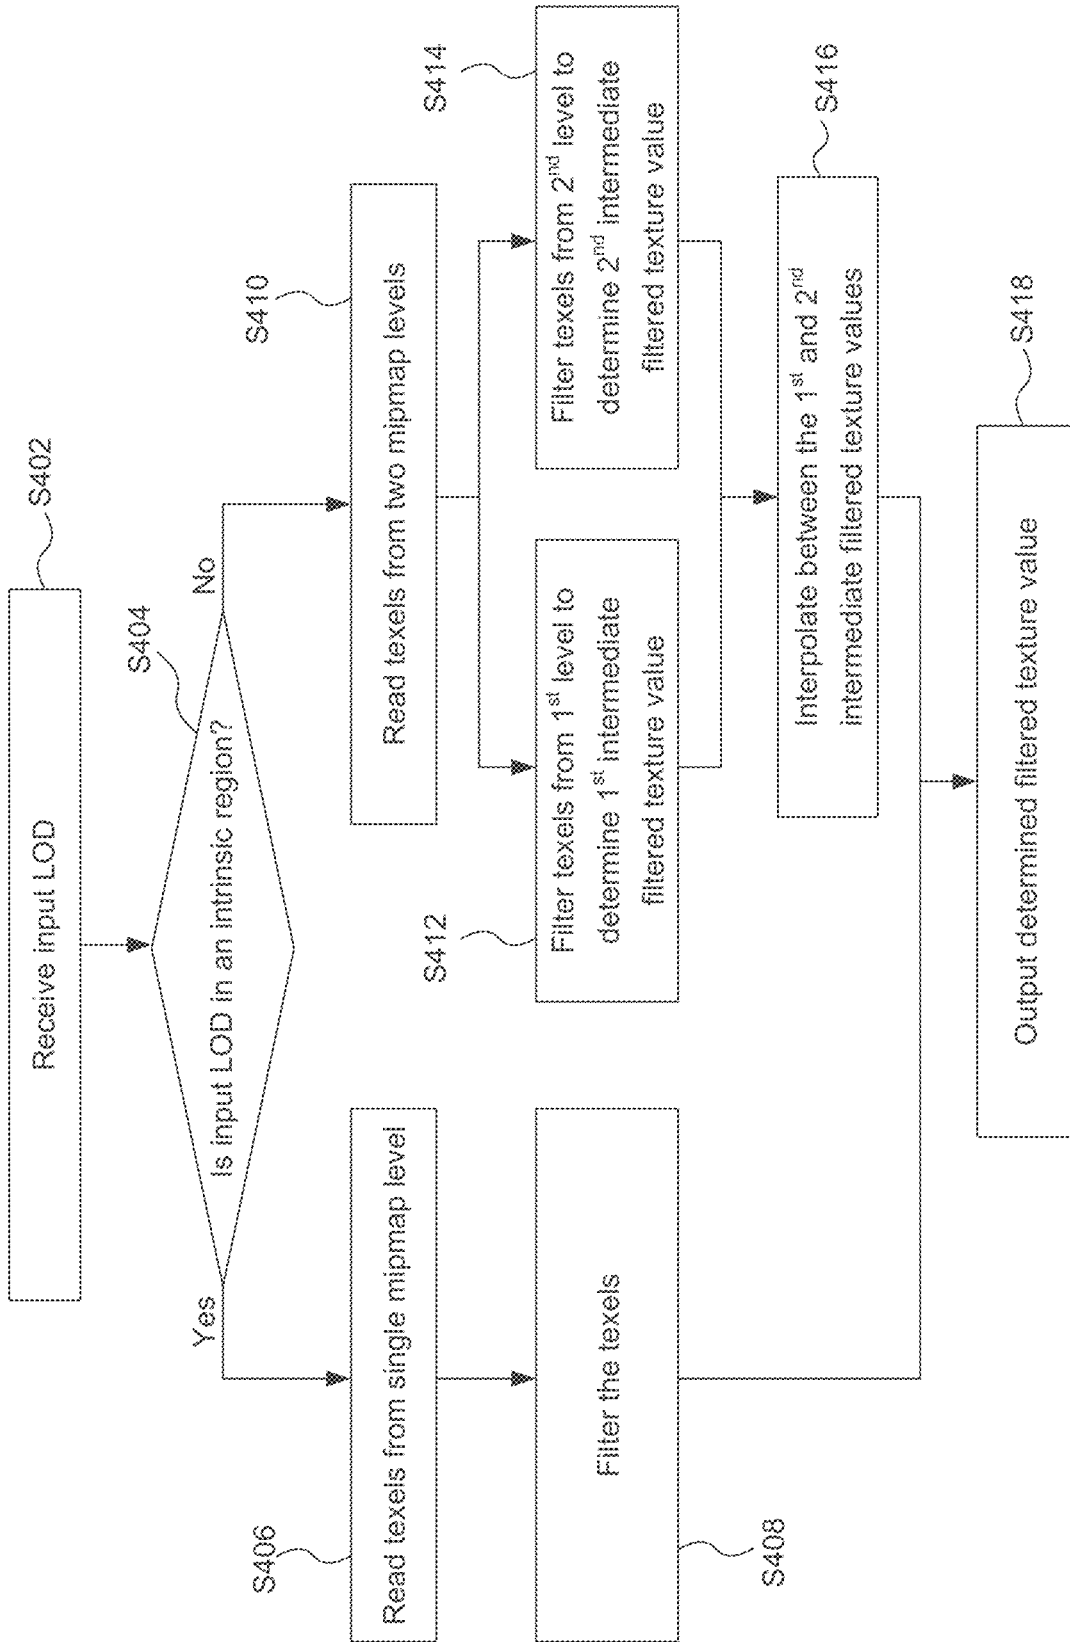 Receive input LOD
S402
Is input LOD in an intrinsic region?
S404
Yes
No
S406
Read texels from single mipmap level
S408
Filter the texels
Read texels from two mipmap levels
S410
S412
Filter texels from 1st level to
determine 1st intermediate
filtered texture value
Filter texels from 2nd level to
determine 2nd intermediate
filtered texture value
S414
Interpolate between the 1st and 2nd
intermediate filtered texture values
S416
Output determined filtered texture value
S418